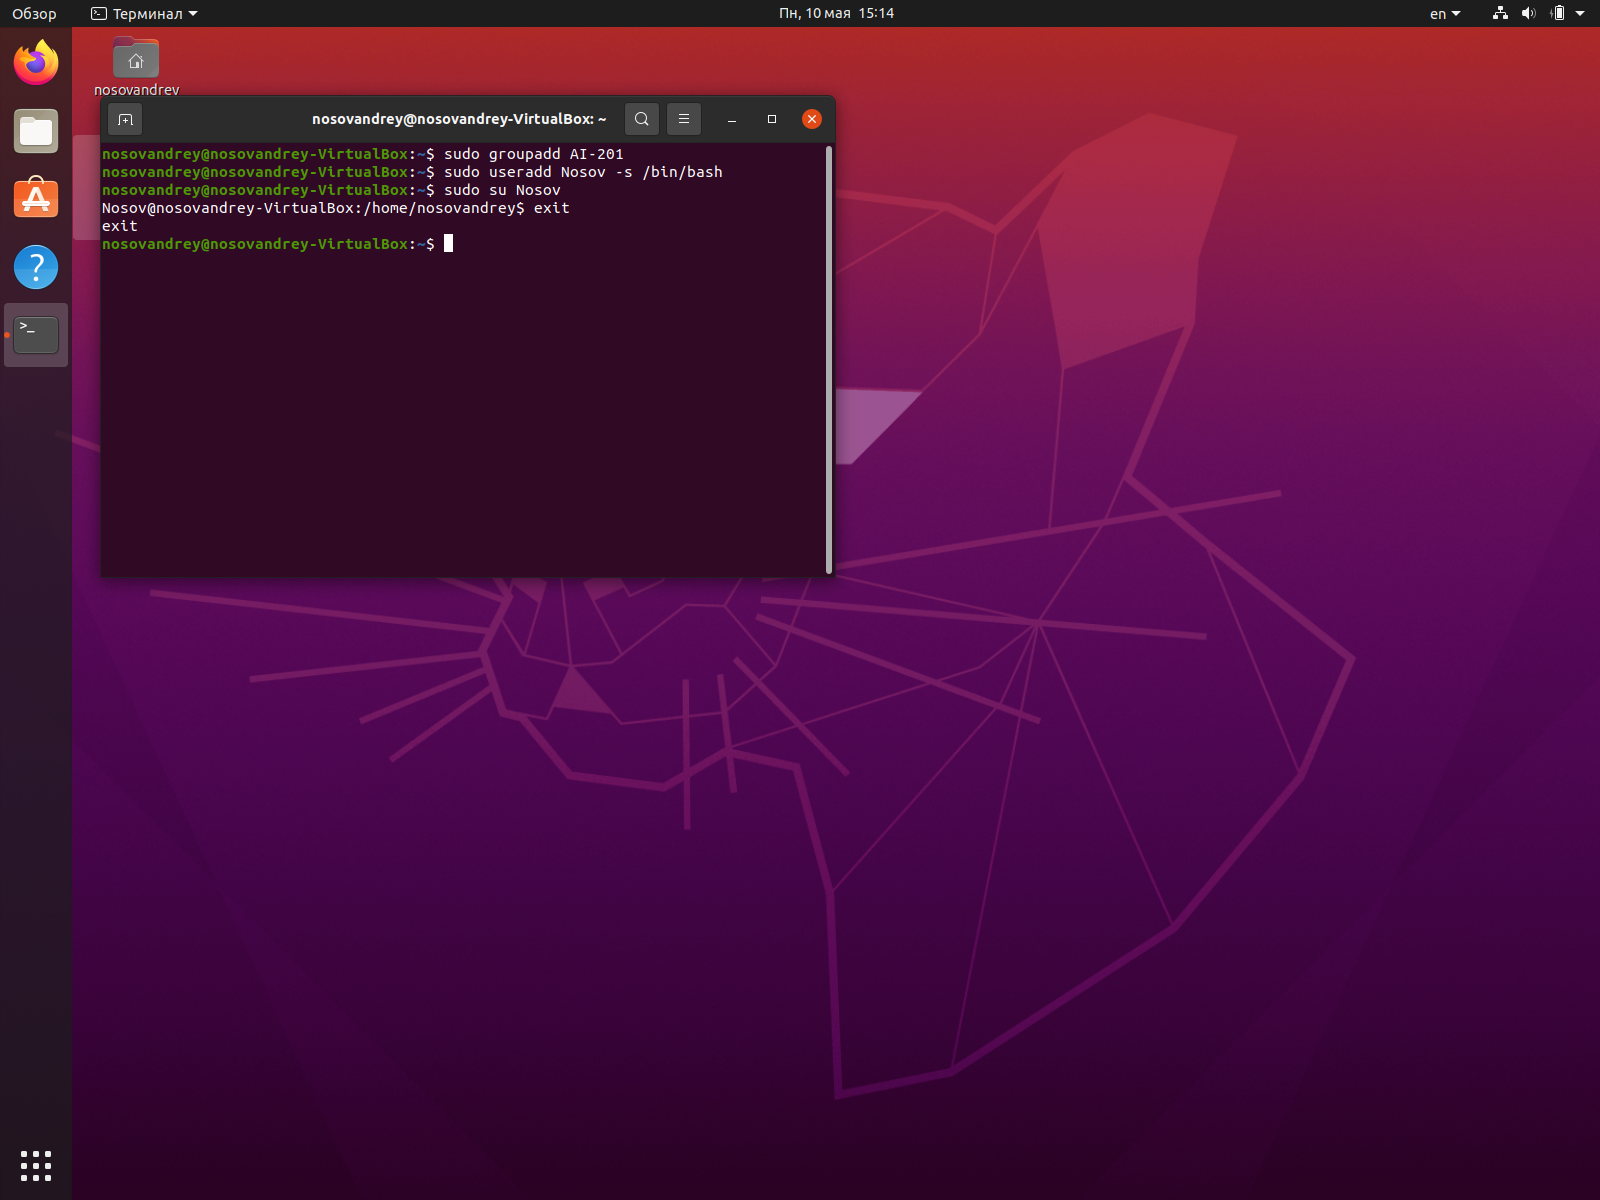 Обзор
Терминал
Пн, 10 мая 15:14
en
nosovandrey
nosovandrey@nosovandrey-VirtualBox: ~
nosovandrey@nosovandrey-VirtualBox:~$ sudo groupadd AI-201
nosovandrey@nosovandrey-VirtualBox:~$ sudo useradd Nosov -s /bin/bash
nosovandrey@nosovandrey-VirtualBox:~$ sudo su Nosov
Nosov@nosovandrey-VirtualBox:/home/nosovandrey$ exit
exit
nosovandrey@nosovandrey-VirtualBox:~$